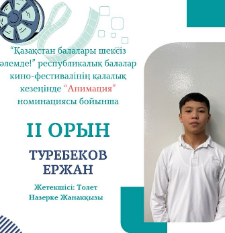 "Қазақстан балалары шексіз
әлемде!" республикалық балалар
кино-фестивалінің қалалық
кезеңінде "Анимация"
номинациясы бойынша
II ОРЫН
ТУРЕБЕКОВ
ЕРЖАН
Жетекшісі: Толет
Назерке Жанаққызы